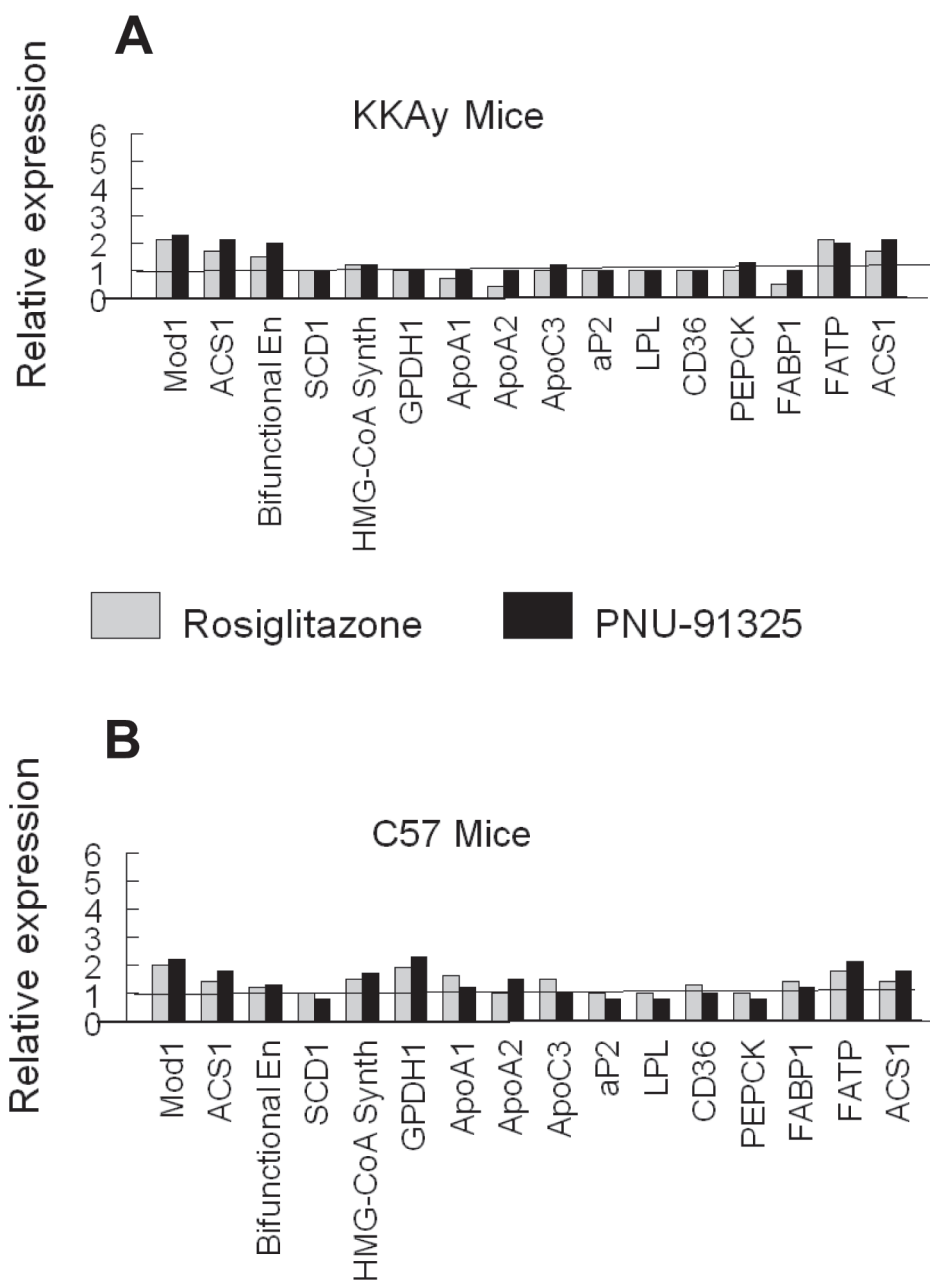 A
KKAy Mice
Relative expression
6
5
4
3
2
1
0
Mod1
ACS1
Bifunctional En
SCD1
HMG-CoA Synth
GPDH1
ApoA1
ApoA2
ApoC3
aP2
LPL
CD36
PEPCK
FABP1
FATP
ACS1
Rosiglitazone
PNU-91325
B
C57 Mice
Relative expression
6
5
4
3
2
1
0
Mod1
ACS1
Bifunctional En
SCD1
HMG-CoA Synth
GPDH1
ApoA1
ApoA2
ApoC3
aP2
LPL
CD36
PEPCK
FABP1
FATP
ACS1